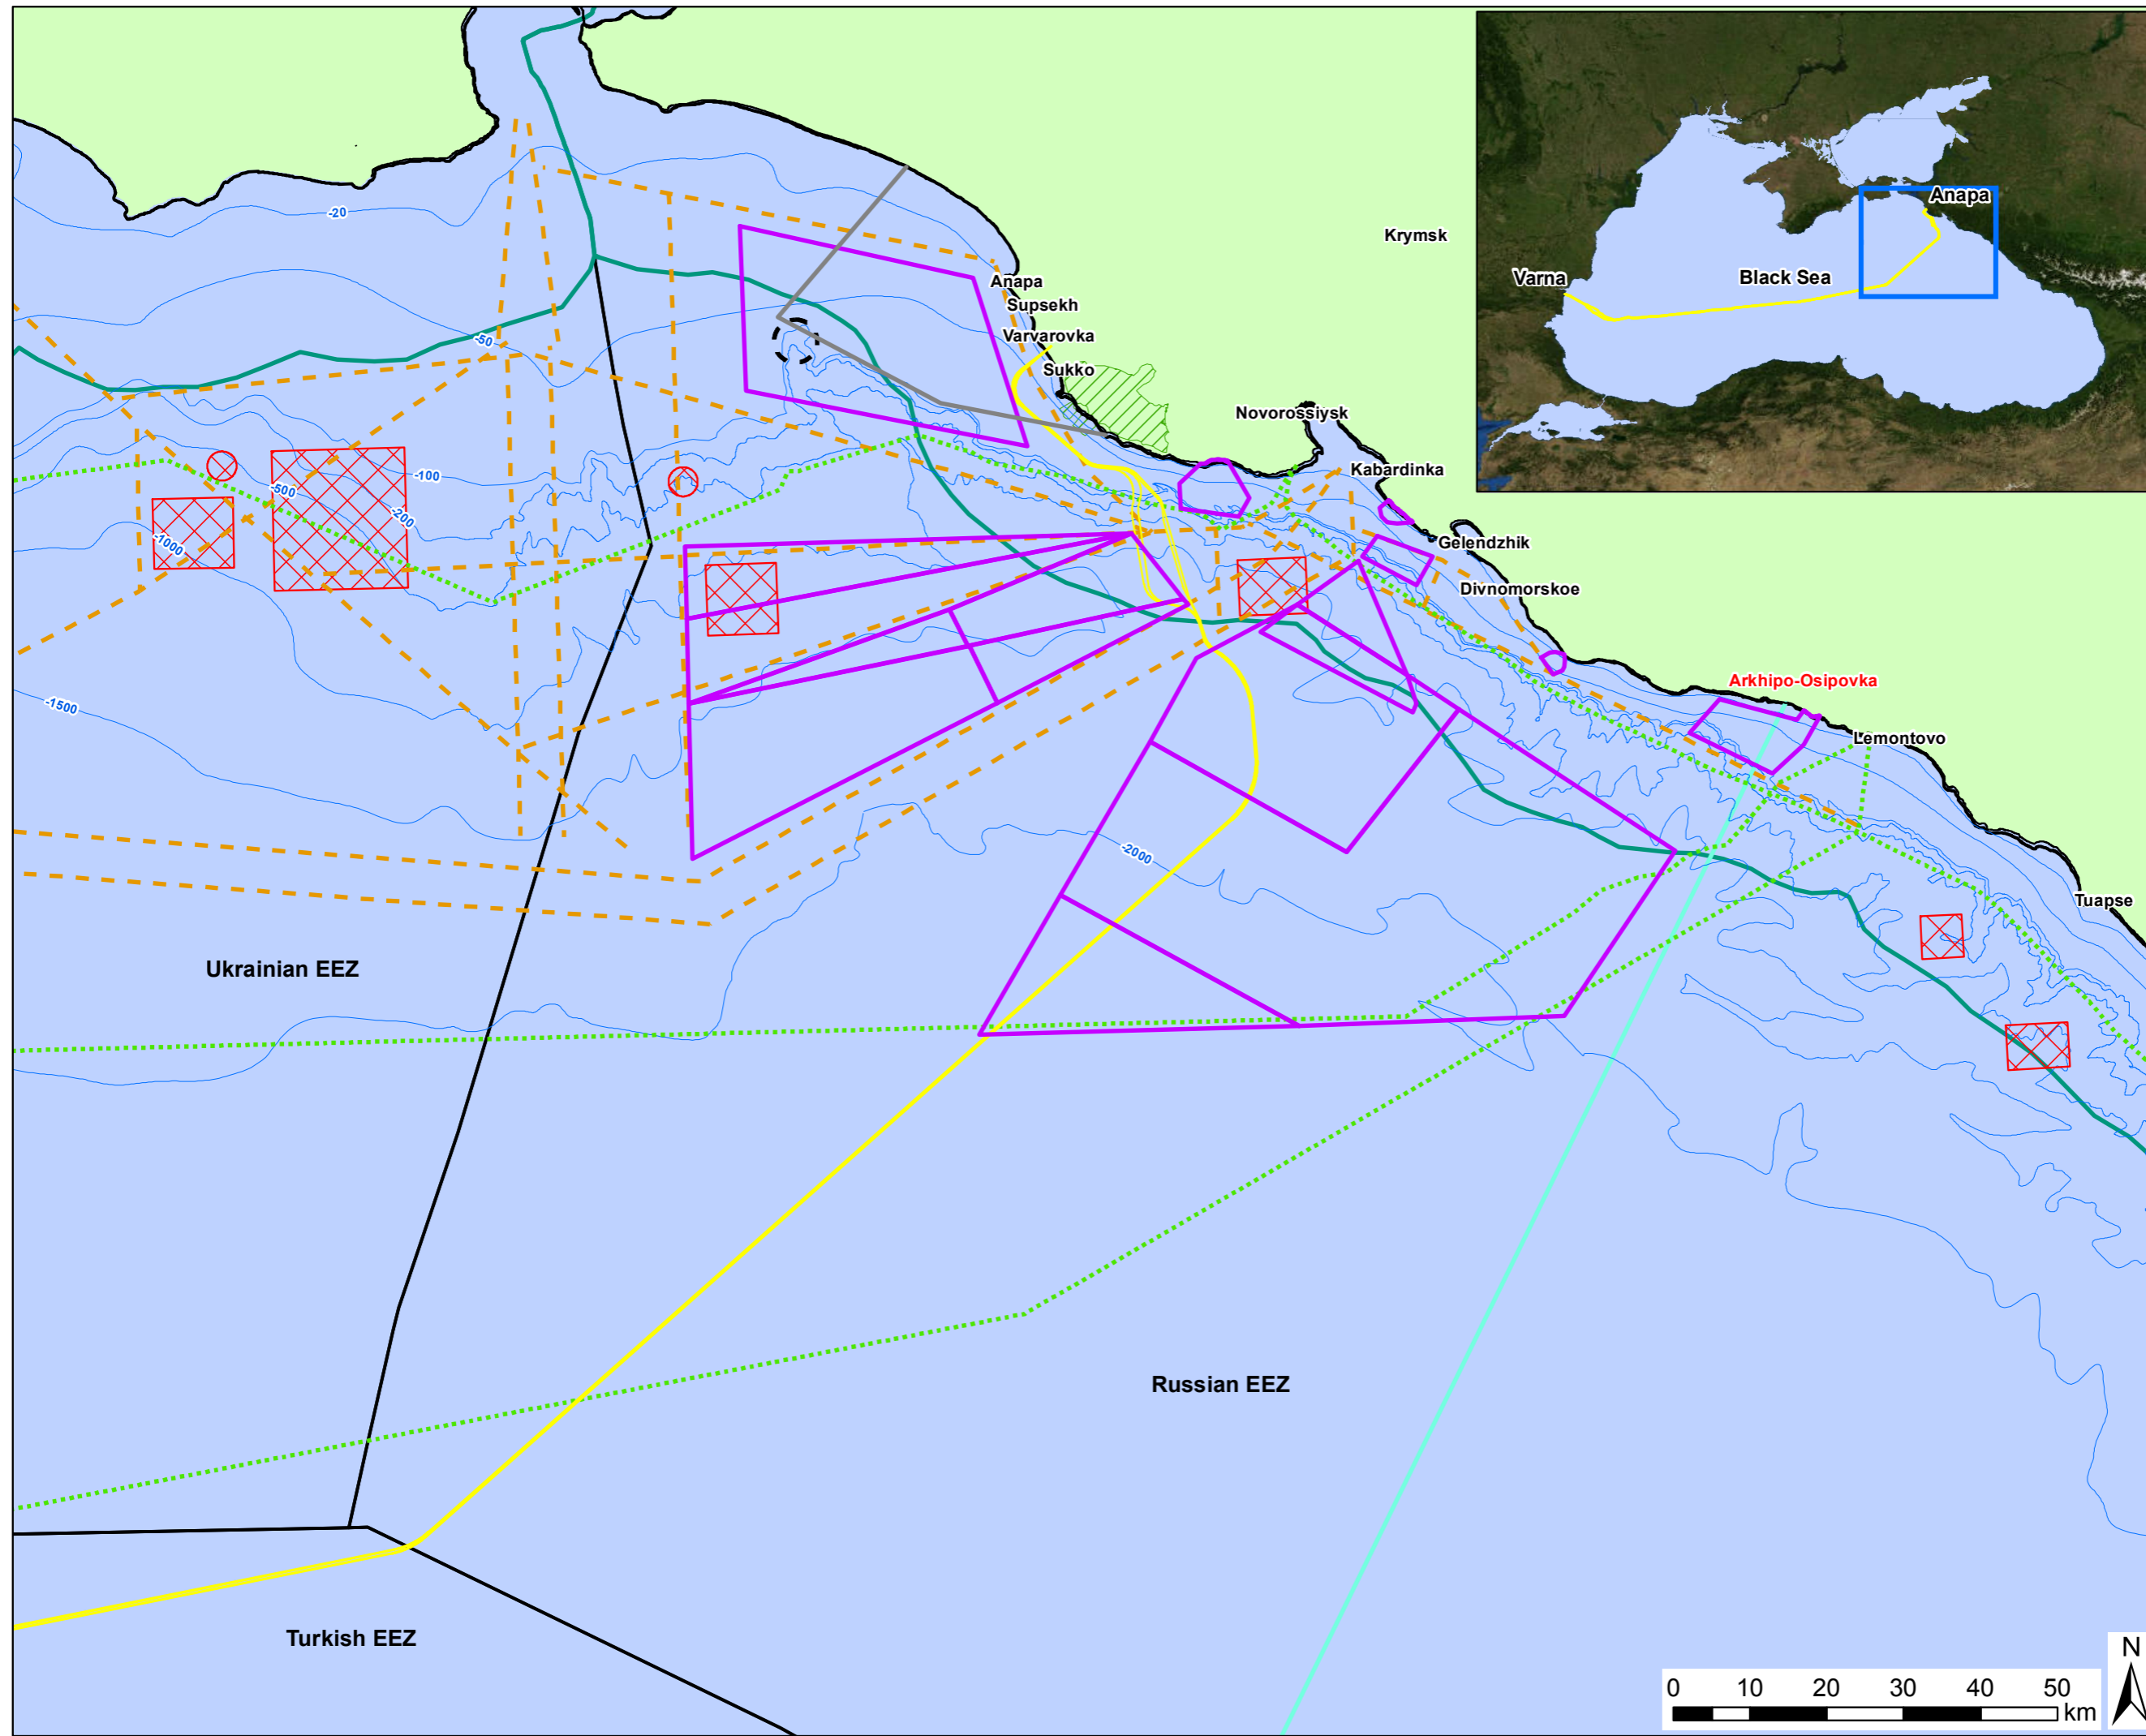 Anapa
Varna
Black Sea
-20
Krymsk
Anapa
Supsekh
Varvarovka
-50
Sukko
Novorossiysk
Kabardinka
-100
-500
-200
-1000
Gelendzhik
Divnomorskoe
Arkhipo-Osipovka
-1500
Lemontovo
-2000
Tuapse
Ukrainian EEZ
Russian EEZ
Turkish EEZ
N
0 10 20 30 40 50
km